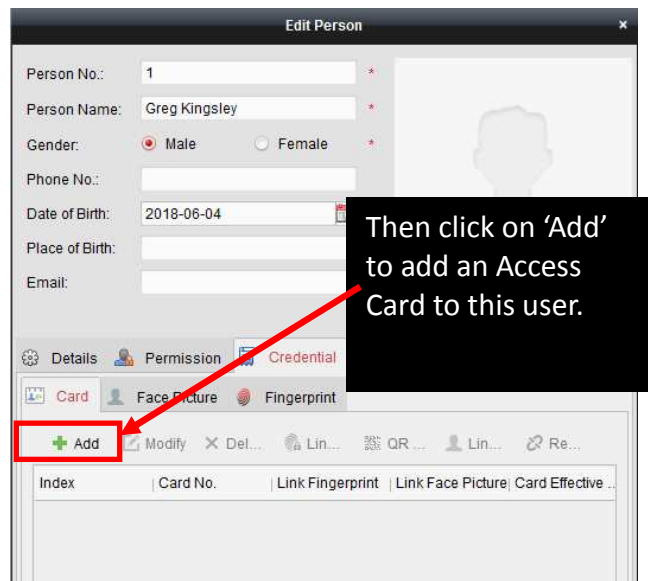 Edit Person ×
Person No.: 1 *
Person Name: Greg Kingsley *
Gender: Male Female *
Phone No.:
Date of Birth: 2018-06-04
Place of Birth:
Email:
Then click on ‘Add’
to add an Access
Card to this user.
Details Permission Credential
Card Face Picture Fingerprint
Add Modify Del... Lin... QR ... Lin... Re...
Index Card No. Link Fingerprint Link Face Picture Card Effective ...